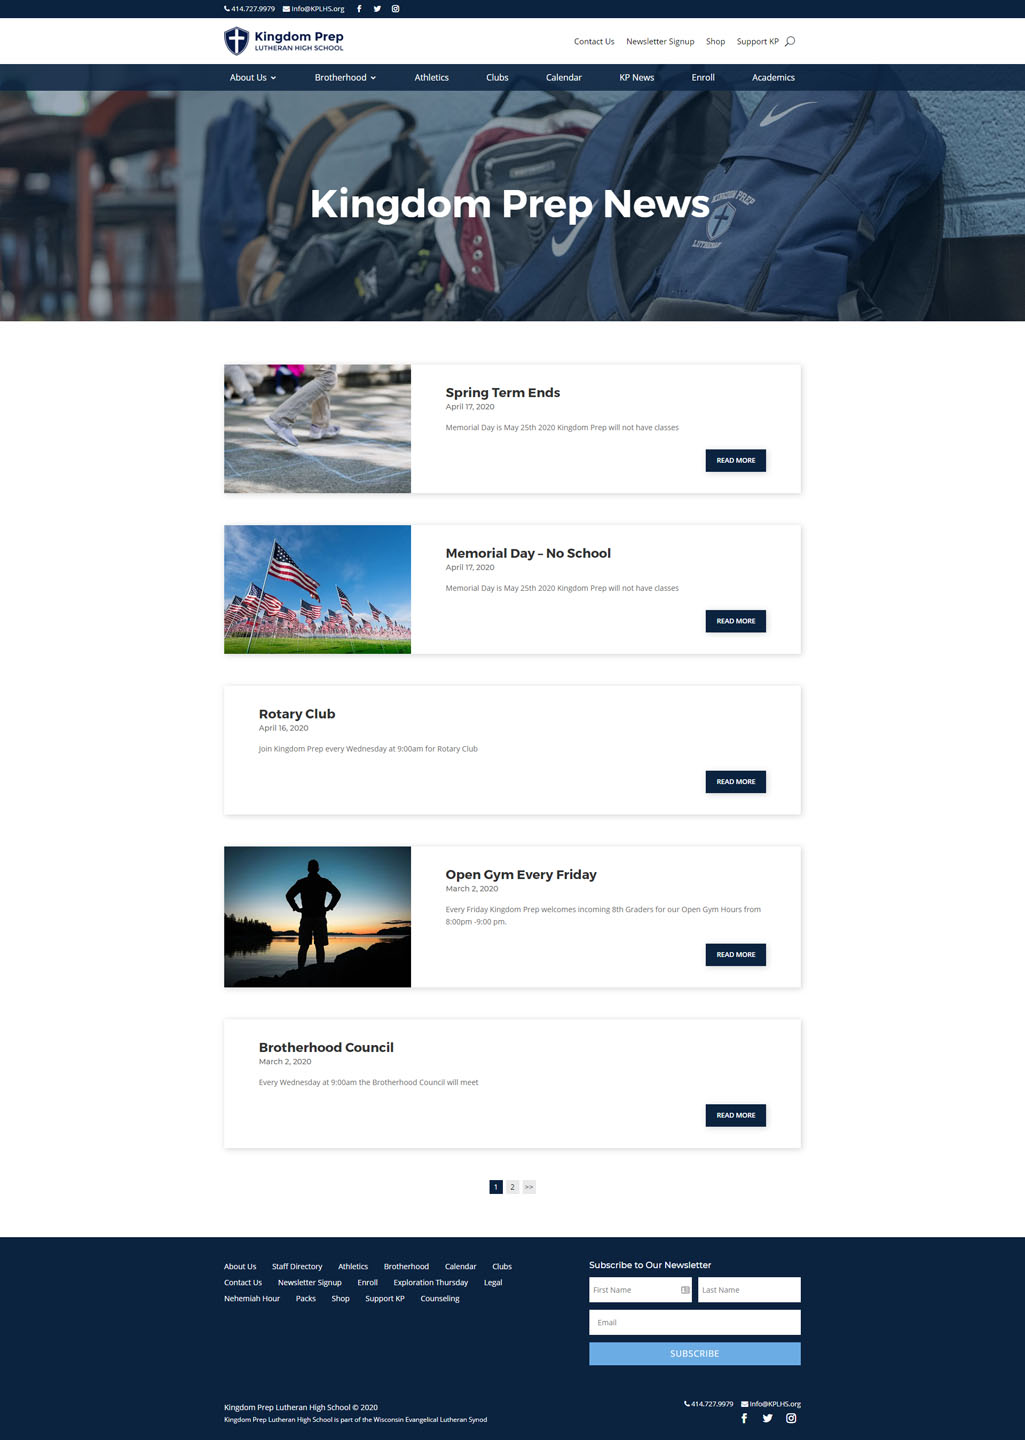 414.727.9979 Info@KPLHS.org
Kingdom Prep
LUTHERAN HIGH SCHOOL
Contact Us Newsletter Signup Shop Support KP
About Us Brotherhood Athletics Clubs Calendar KP News Enroll Academics
Kingdom Prep News
KINGDOM PREP
LUTHERAN
Spring Term Ends
April 17, 2020
Memorial Day is May 25th 2020 Kingdom Prep will not have classes
READ MORE
Memorial Day – No School
April 17, 2020
Memorial Day is May 25th 2020 Kingdom Prep will not have classes
READ MORE
Rotary Club
April 16, 2020
Join Kingdom Prep every Wednesday at 9:00am for Rotary Club
READ MORE
Open Gym Every Friday
March 2, 2020
Every Friday Kingdom Prep welcomes incoming 8th Graders for our Open Gym Hours from
8:00pm -9:00 pm.
READ MORE
Brotherhood Council
March 2, 2020
Every Wednesday at 9:00am the Brotherhood Council will meet
READ MORE
1 2 >>
About Us Staff Directory Athletics Brotherhood Calendar Clubs
Contact Us Newsletter Signup Enroll Exploration Thursday Legal
Nehemiah Hour Packs Shop Support KP Counseling
Subscribe to Our Newsletter
First Name Last Name
Email
SUBSCRIBE
Kingdom Prep Lutheran High School © 2020
Kingdom Prep Lutheran High School is part of the Wisconsin Evangelical Lutheran Synod
414.727.9979 Info@KPLHS.org